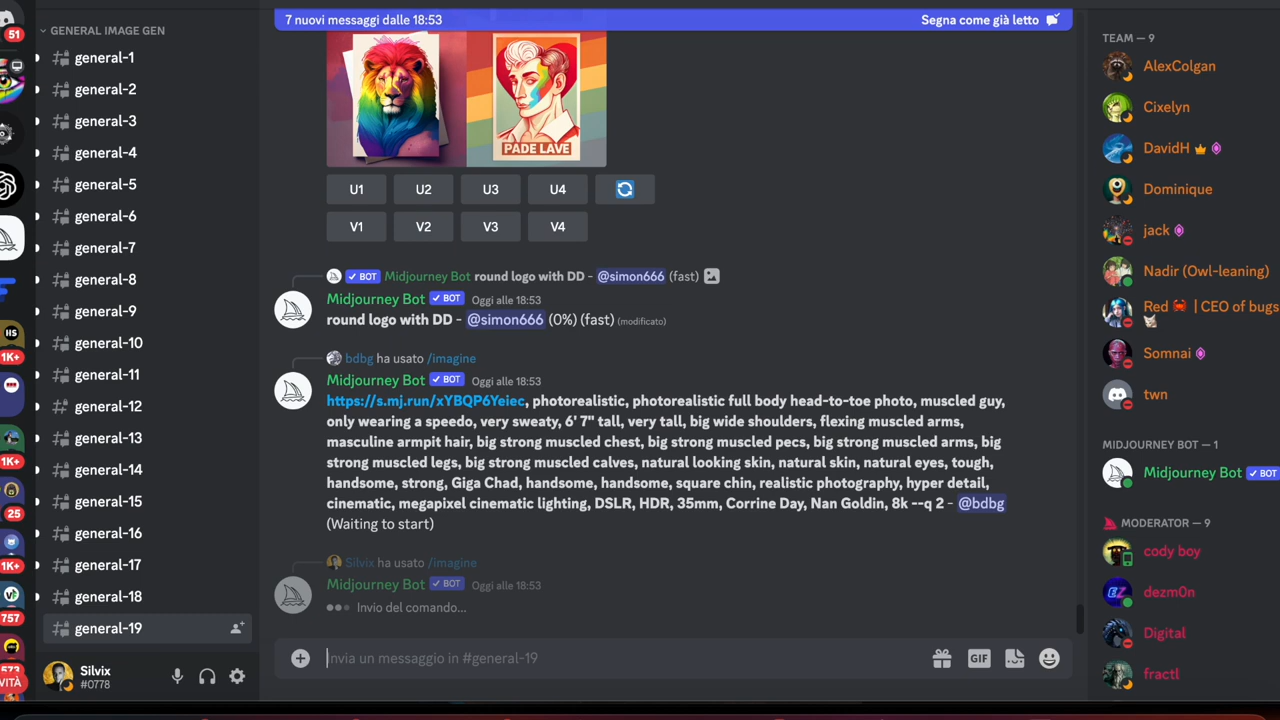 51
1K+
1K+
25
1K+
757
573
VITÀ
GENERAL IMAGE GEN
general-1
general-2
general-3
general-4
general-5
general-6
general-7
general-8
general-9
general-10
general-11
general-12
general-13
general-14
general-15
general-16
general-17
general-18
general-19
Silvix
#0778
7 nuovi messaggi dalle 18:53 Segna come già letto
PADE LAVE
U1 U2 U3 U4
V1 V2 V3 V4
BOT Midjourney Bot round logo with DD - @simon666 (fast)
Midjourney Bot BOT Oggi alle 18:53
round logo with DD - @simon666 (0%) (fast) (modificato)
bdbg ha usato /imagine
Midjourney Bot BOT Oggi alle 18:53
https://s.mj.run/xYBQP6Yeiec, photorealistic, photorealistic full body head-to-toe photo, muscled guy,
only wearing a speedo, very sweaty, 6' 7" tall, very tall, big wide shoulders, flexing muscled arms,
masculine armpit hair, big strong muscled chest, big strong muscled pecs, big strong muscled arms, big
strong muscled legs, big strong muscled calves, natural looking skin, natural skin, natural eyes, tough,
handsome, strong, Giga Chad, handsome, handsome, square chin, realistic photography, hyper detail,
cinematic, megapixel cinematic lighting, DSLR, HDR, 35mm, Corrine Day, Nan Goldin, 8k --q 2 - @bdbg
(Waiting to start)
Silvix ha usato /imagine
Midjourney Bot BOT Oggi alle 18:53
Invio del comando...
Invia un messaggio in #general-19
GIF
TEAM — 9
AlexColgan
Cixelyn
DavidH
Dominique
jack
Nadir (Owl-leaning)
Red | CEO of bugs
Somnai
twn
MIDJOURNEY BOT — 1
Midjourney Bot BOT
MODERATOR — 9
cody boy
dezm0n
Digital
fractl